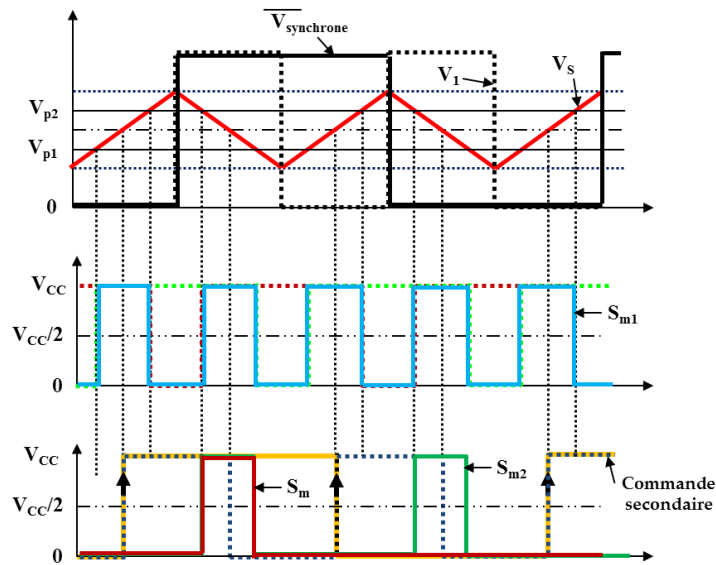 V̅synchrone
V1
VS
Vp2
Vp1
0
VCC
VCC/2
Sm1
0
VCC
VCC/2
Sm
Sm2
Commande
secondaire
0